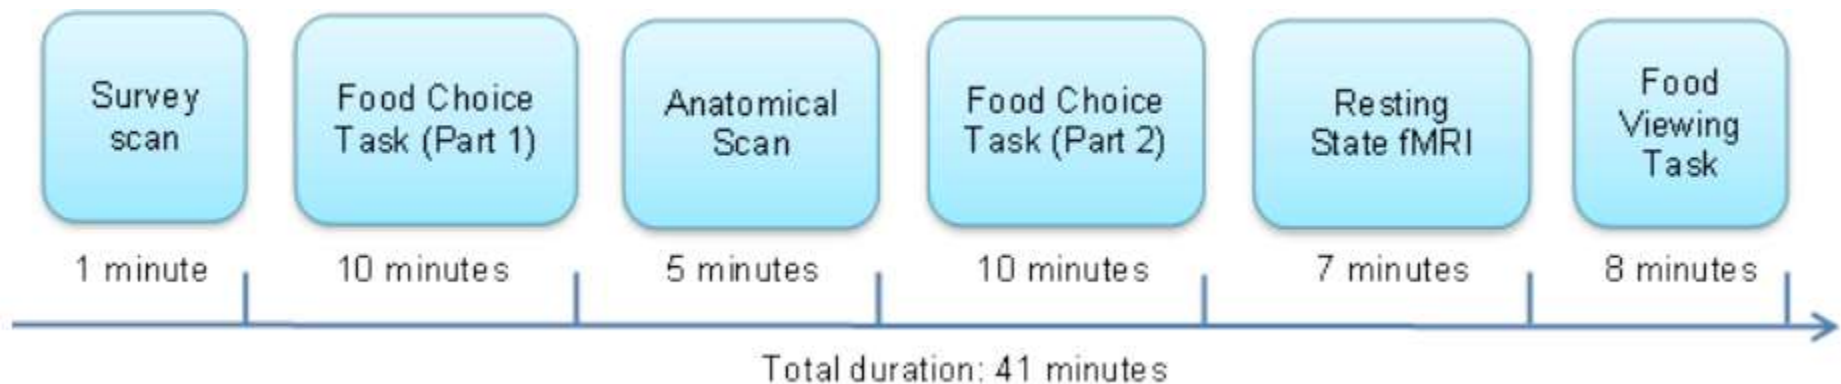 Survey
scan
Food Choice
Task (Part 1)
Anatomical
Scan
Food Choice
Task (Part 2)
Resting
State fMRI
Food
Viewing
Task
1 minute
10 minutes
5 minutes
10 minutes
7 minutes
8 minutes
Total duration: 41 minutes